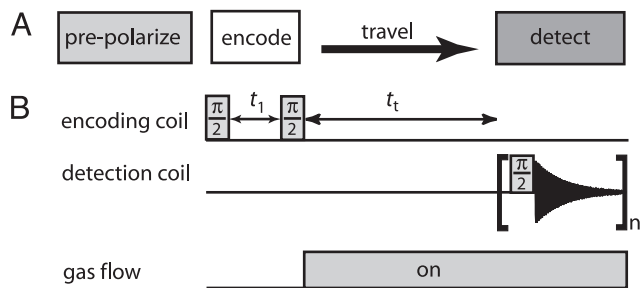 A
pre-polarize
encode
travel
detect
B
encoding coil
π/2
t1
π/2
tt
detection coil
π/2
n
gas flow
on